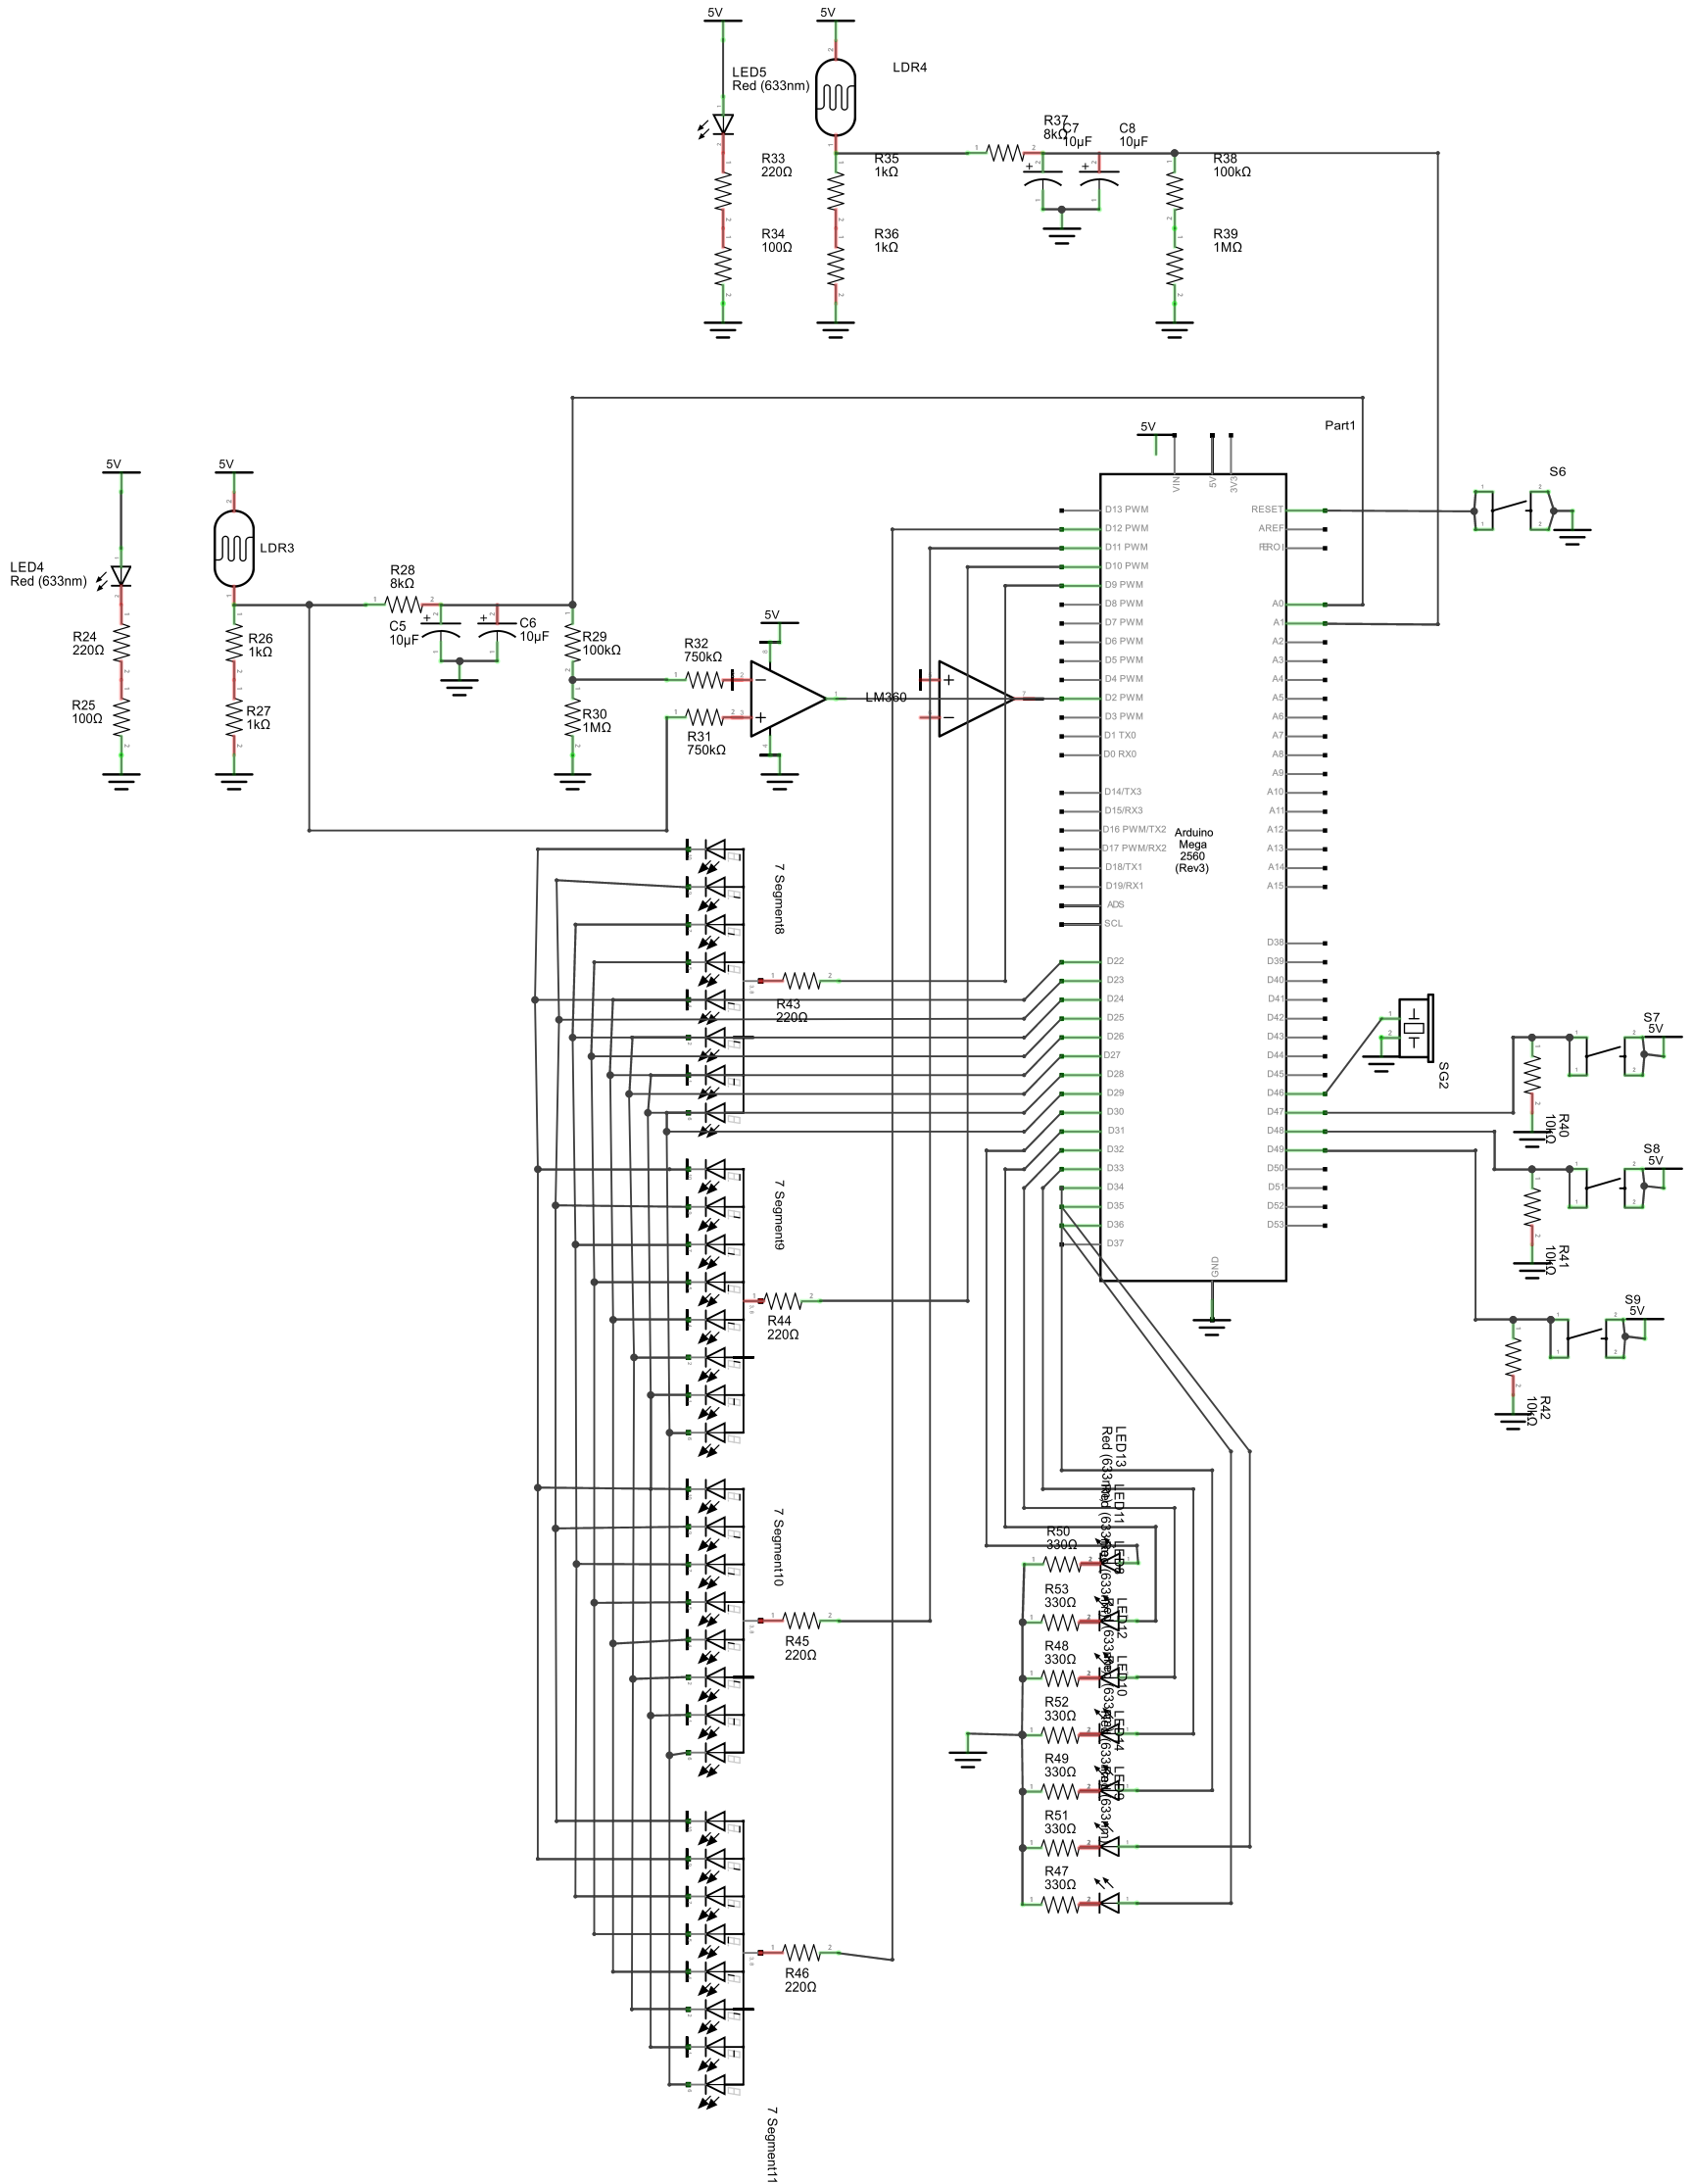 5V
5V
LED5
Red (633nm)
LDR4
R33
220Ω
R34
100Ω
R35
1kΩ
R36
1kΩ
R37
8kΩ
C7
10µF
C8
10µF
R38
100kΩ
R39
1MΩ
5V
5V
LED4
Red (633nm)
LDR3
R24
220Ω
R25
100Ω
R26
1kΩ
R27
1kΩ
R28
8kΩ
C5
10µF
C6
10µF
R29
100kΩ
R30
1MΩ
R32
750kΩ
R31
750kΩ
5V
LM360
5V
Part1
VIN
5V
3V3
D13 PWM
D12 PWM
D11 PWM
D10 PWM
D9 PWM
D8 PWM
D7 PWM
D6 PWM
D5 PWM
D4 PWM
D2 PWM
D3 PWM
D1 TX0
D0 RX0
D14/TX3
D15/RX3
D16 PWM/TX2
D17 PWM/RX2
D18/TX1
D19/RX1
ADS
SCL
D22
D23
D24
D25
D26
D27
D28
D29
D30
D31
D32
D33
D34
D35
D36
D37
Arduino
Mega
2560
(Rev3)
GND
RESET
AREF
A0
A1
A2
A3
A4
A5
A6
A7
A8
A9
A10
A11
A12
A13
A14
A15
D38
D39
D40
D41
D42
D43
D44
D45
D46
D47
D48
D49
D50
D51
D52
D53
S6
SG2
S7
5V
R40
10kΩ
S8
5V
R41
10kΩ
S9
5V
R42
10kΩ
7 Segment8
R43
220Ω
7 Segment9
R44
220Ω
7 Segment10
R45
220Ω
7 Segment11
R46
220Ω
LED13
Red (633nm)
LED11
LED12
LED10
LED14
R50
330Ω
R53
330Ω
R48
330Ω
R52
330Ω
R49
330Ω
R51
330Ω
R47
330Ω